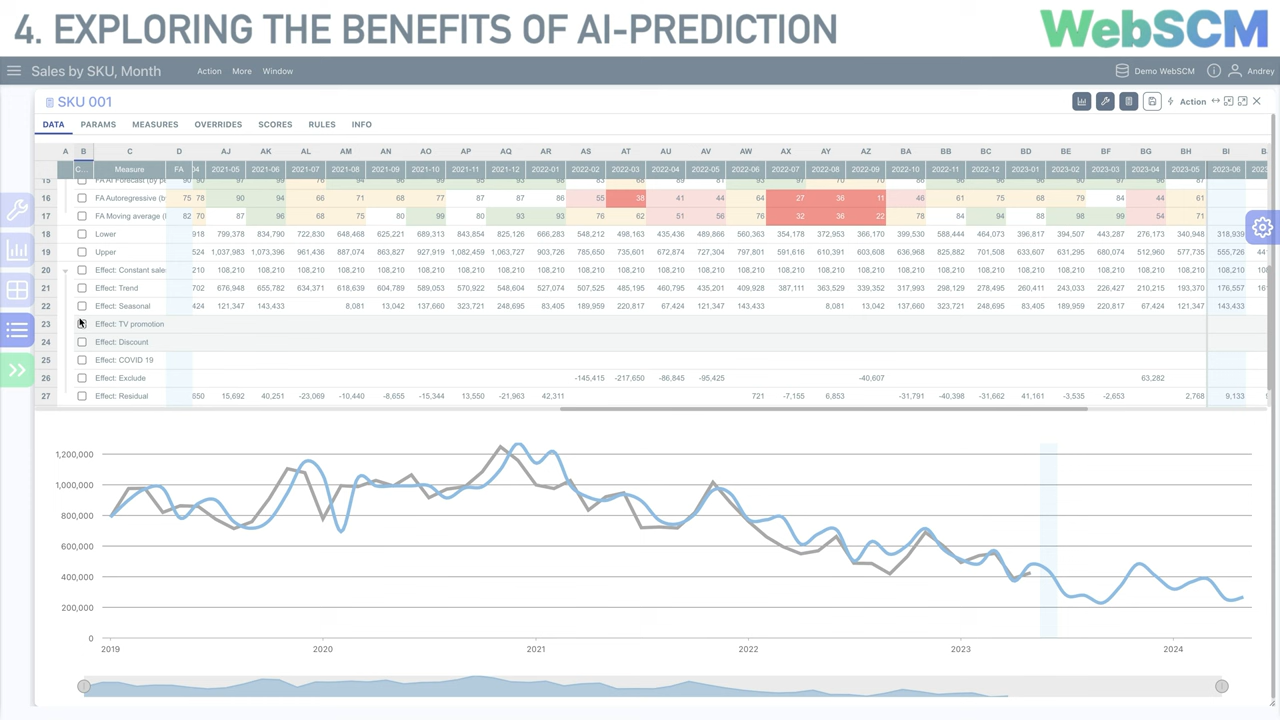 4. EXPLORING THE BENEFITS OF AI-PREDICTION
WebSCM
Sales by SKU, Month Action More Window Demo WebSCM Andrey
SKU 001 Action
DATA PARAMS MEASURES OVERRIDES SCORES RULES INFO
A B C D AJ AK AL AM AN AO AP AQ AR AS AT AU AV AW AX AY AZ BA BB BC BD BE BF BG BH BI
C... Measure FA 2021-05 2021-06 2021-07 2021-08 2021-09 2021-10 2021-11 2021-12 2022-01 2022-02 2022-03 2022-04 2022-05 2022-06 2022-07 2022-08 2022-09 2022-10 2022-11 2022-12 2023-01 2023-02 2023-03 2023-04 2023-05 2023-06
15 FA AI Forecast (by p
16 FA Autoregressive (b 75 78 90 94 66 71 68 77 87 87 86 55 38 41 44 64 27 36 11 46 91 61 75 68 79 84 44 61
17 FA Moving average (l 82 70 87 96 68 75 80 99 80 93 93 76 62 51 56 76 32 36 22 78 84 94 88 98 99 54 71
18 Lower 918 799,378 834,790 722,830 648,468 625,221 689,313 843,854 825,126 666,223 548,212 498,163 435,436 489,866 560,363 354,178 372,953 366,170 399,530 588,444 464,073 396,817 394,507 443,287 276,173 340,948 318,939
19 Upper 524 1,037,983 1,073,396 961,436 887,074 863,827 927,919 1,082,459 1,063,727 903,728 785,650 735,601 672,874 727,304 797,801 591,616 610,391 603,608 636,968 825,882 701,508 633,607 631,295 680,074 512,960 577,735 555,726 44
20 Effect: Constant sale 210 108,210 108,210 108,210 108,210 108,210 108,210 108,210 108,210 108,210 108,210 108,210 108,210 108,210 108,210 108,210 108,210 108,210 108,210 108,210 108,210 108,210 108,210 108,210 108,210 108,210 108,210
21 Effect: Trend 702 676,948 655,782 634,371 618,639 604,789 589,053 570,922 548,604 527,074 507,525 485,160 460,795 435,311 409,928 387,111 363,529 339,352 317,993 298,129 278,195 260,411 243,033 226,427 210,215 193,370 176,557
22 Effect: Seasonal 424 121,347 143,433 8,081 13,042 137,660 323,776 248,695 83,405 189,959 220,817 67,424 121,347 143,433 8,081 13,042 137,660 323,776 248,695 83,405 189,959 220,817 67,424 121,347 143,433
23 Effect: TV promotion
24 Effect: Discount
25 Effect: COVID 19
26 Effect: Exclude -145,415 -217,650 -86,845 -95,425 -40,607 63,282
27 Effect: Residual 650 15,692 40,251 -23,069 -10,440 -8,655 -15,344 13,550 -21,963 42,311 721 -7,155 6,853 -31,791 -40,398 -31,662 41,161 -3,535 -2,653 2,768 9,133
1,200,000
1,000,000
800,000
600,000
400,000
200,000
0
2019 2020 2021 2022 2023 2024